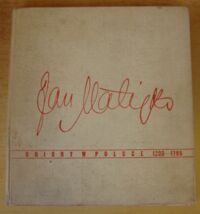 Jan Matejko
UBIORY W POLSCE 1200-1795